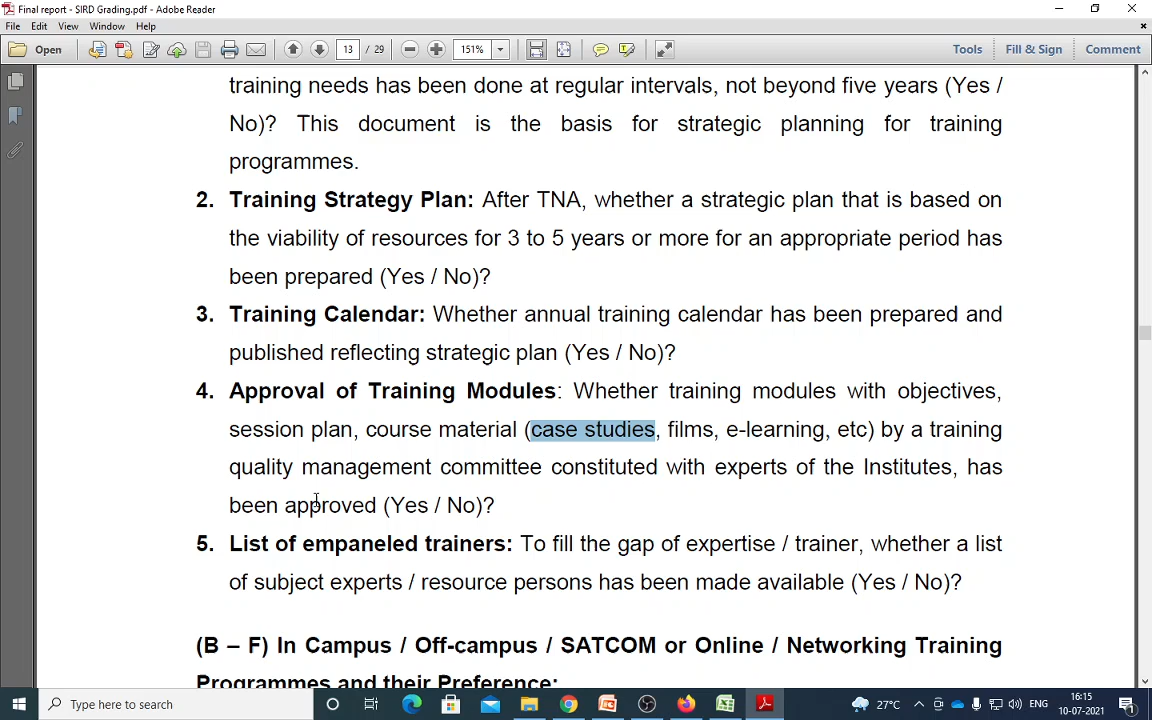 Final report - SIRD Grading.pdf - Adobe Reader
File Edit View Window Help
Open 13 / 29 151% Tools Fill & Sign Comment
training needs has been done at regular intervals, not beyond five years (Yes /
No)? This document is the basis for strategic planning for training
programmes.
2. Training Strategy Plan: After TNA, whether a strategic plan that is based on
the viability of resources for 3 to 5 years or more for an appropriate period has
been prepared (Yes / No)?
3. Training Calendar: Whether annual training calendar has been prepared and
published reflecting strategic plan (Yes / No)?
4. Approval of Training Modules: Whether training modules with objectives,
session plan, course material (case studies, films, e-learning, etc) by a training
quality management committee constituted with experts of the Institutes, has
been approved (Yes / No)?
5. List of empaneled trainers: To fill the gap of expertise / trainer, whether a list
of subject experts / resource persons has been made available (Yes / No)?
(B – F) In Campus / Off-campus / SATCOM or Online / Networking Training
Programmes and their Preference:
Type here to search 27°C ENG 16:15
10-07-2021 1